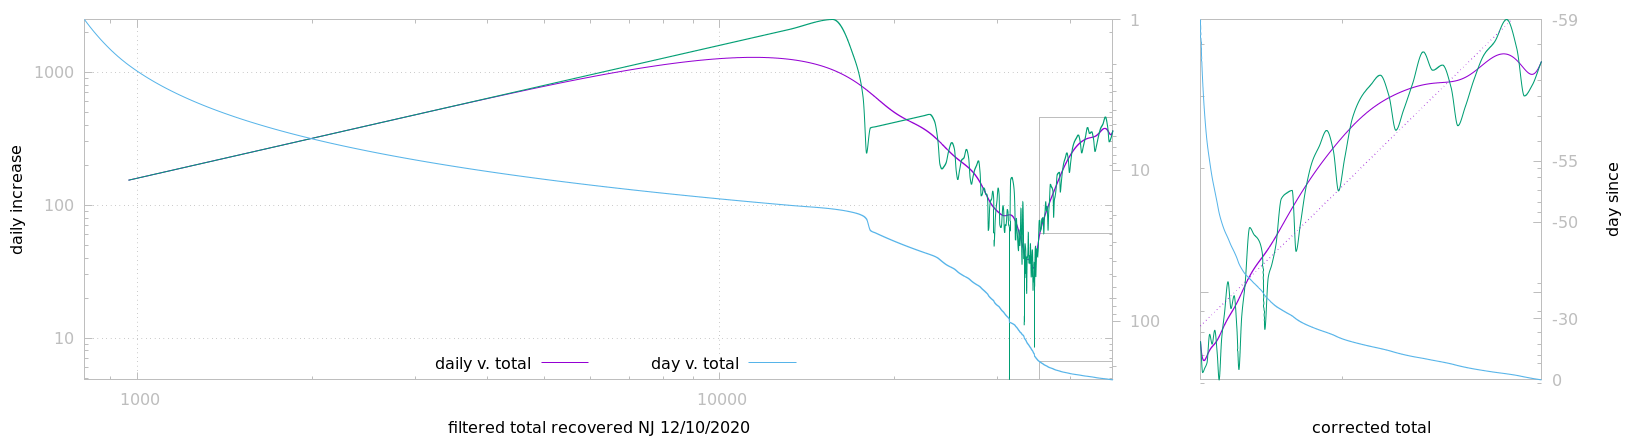 1000
100
10
daily increase
1
10
100
daily v. total
day v. total
1000
10000
filtered total recovered NJ 12/10/2020
-59
-55
-50
-30
0
day since
corrected total